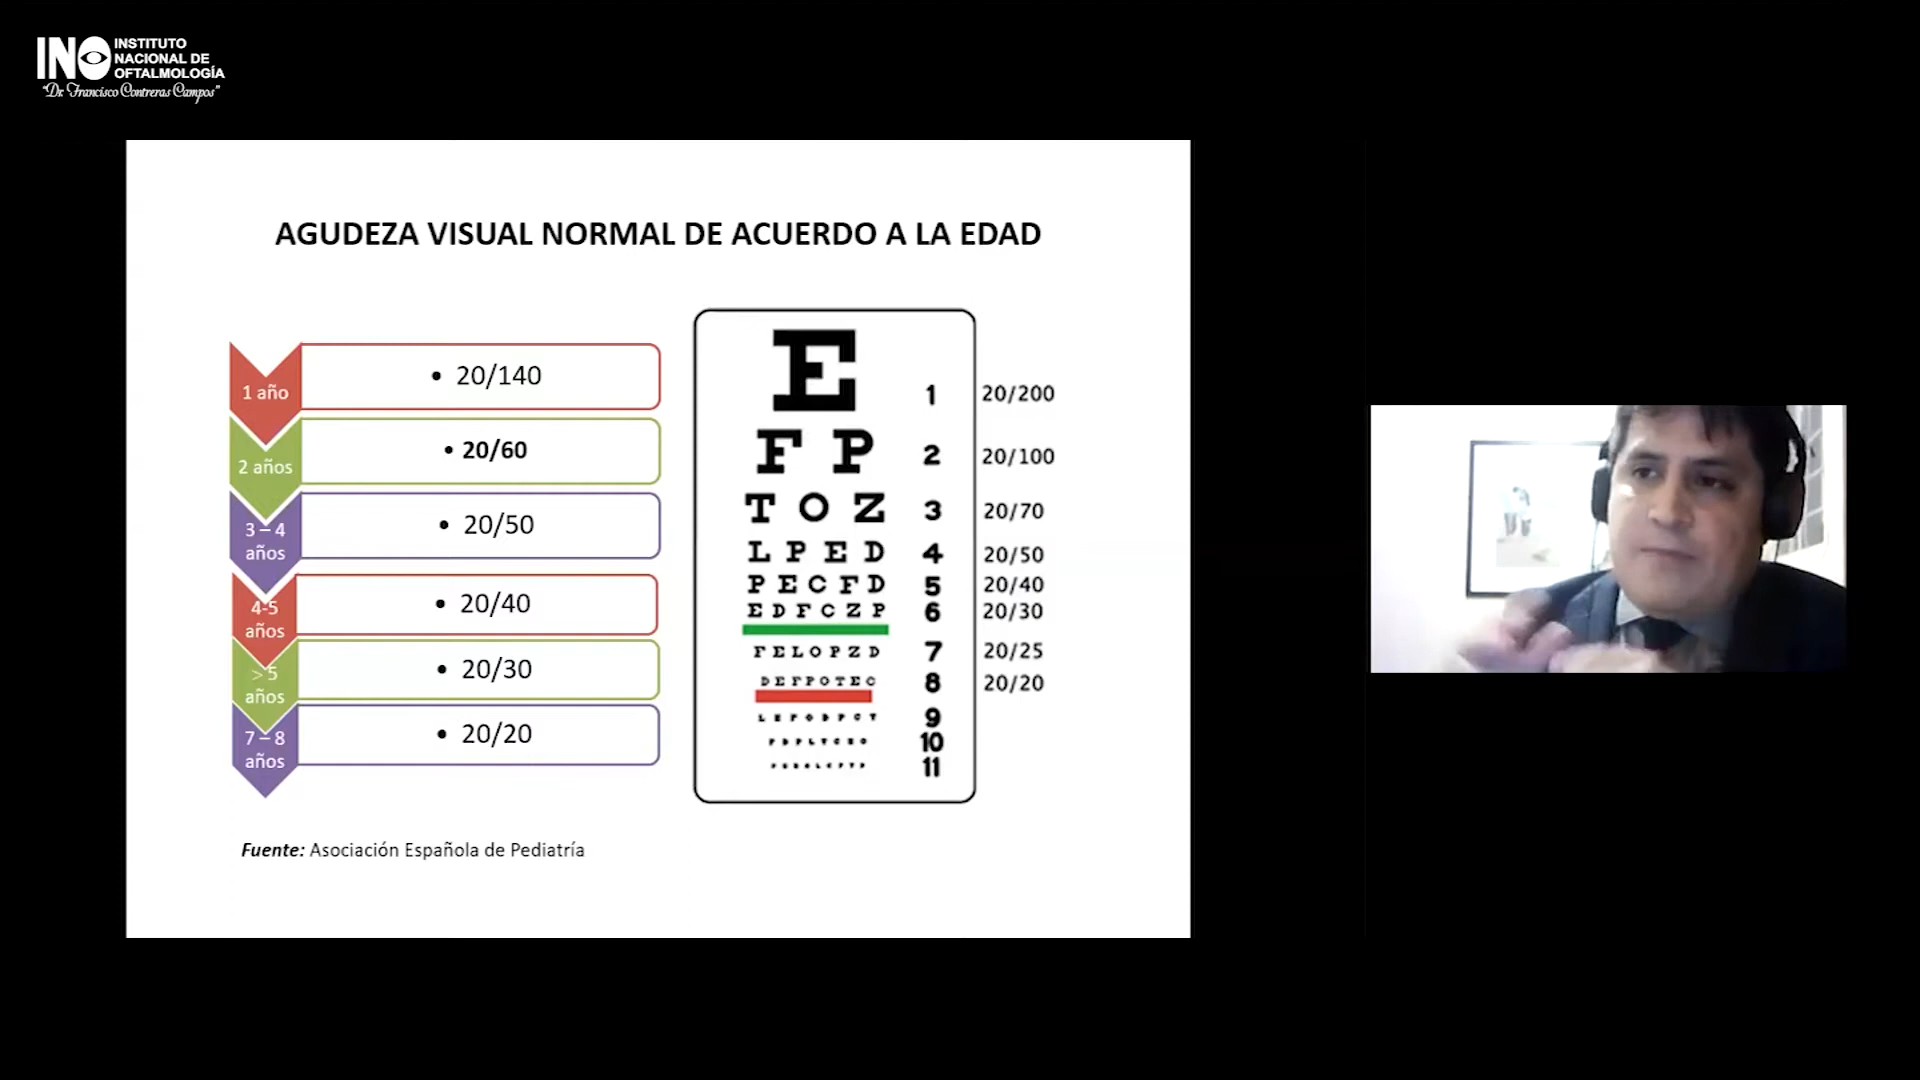 INO INSTITUTO
NACIONAL DE
OFTALMOLOGÍA
"Dr. Francisco Contreras Campos"
AGUDEZA VISUAL NORMAL DE ACUERDO A LA EDAD
1 año
• 20/140
2 años
• 20/60
3 – 4
años
• 20/50
4-5
años
• 20/40
> 5
años
• 20/30
7 – 8
años
• 20/20
E 1 20/200
F P 2 20/100
T O Z 3 20/70
L P E D 4 20/50
P E C F D 5 20/40
E D F C Z P 6 20/30
F E L O P Z D 7 20/25
D E F P O T E C 8 20/20
9
10
11
Fuente: Asociación Española de Pediatría